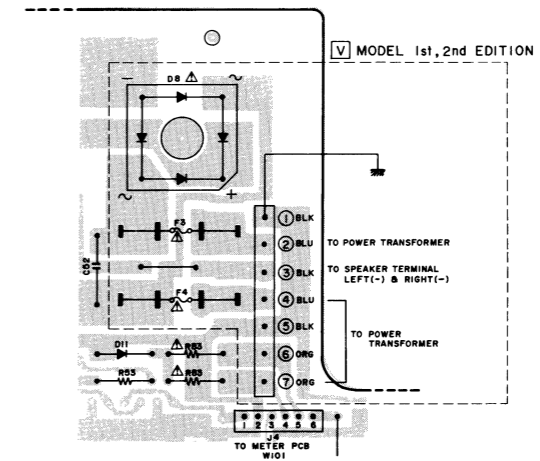 V MODEL 1st, 2nd EDITION
− D8 ⚠ ~
~ +
① BLK
F3
⚠
② BLU TO POWER TRANSFORMER
C52
③ BLK TO SPEAKER TERMINAL
LEFT(-) & RIGHT(-)
F4
⚠
④ BLU
⑤ BLK
TO POWER
TRANSFORMER
D11 ⚠ R83
⑥ ORG
R53 ⚠ R83
⑦ ORG
1 2 3 4 5 6
J4
TO METER PCB
W101